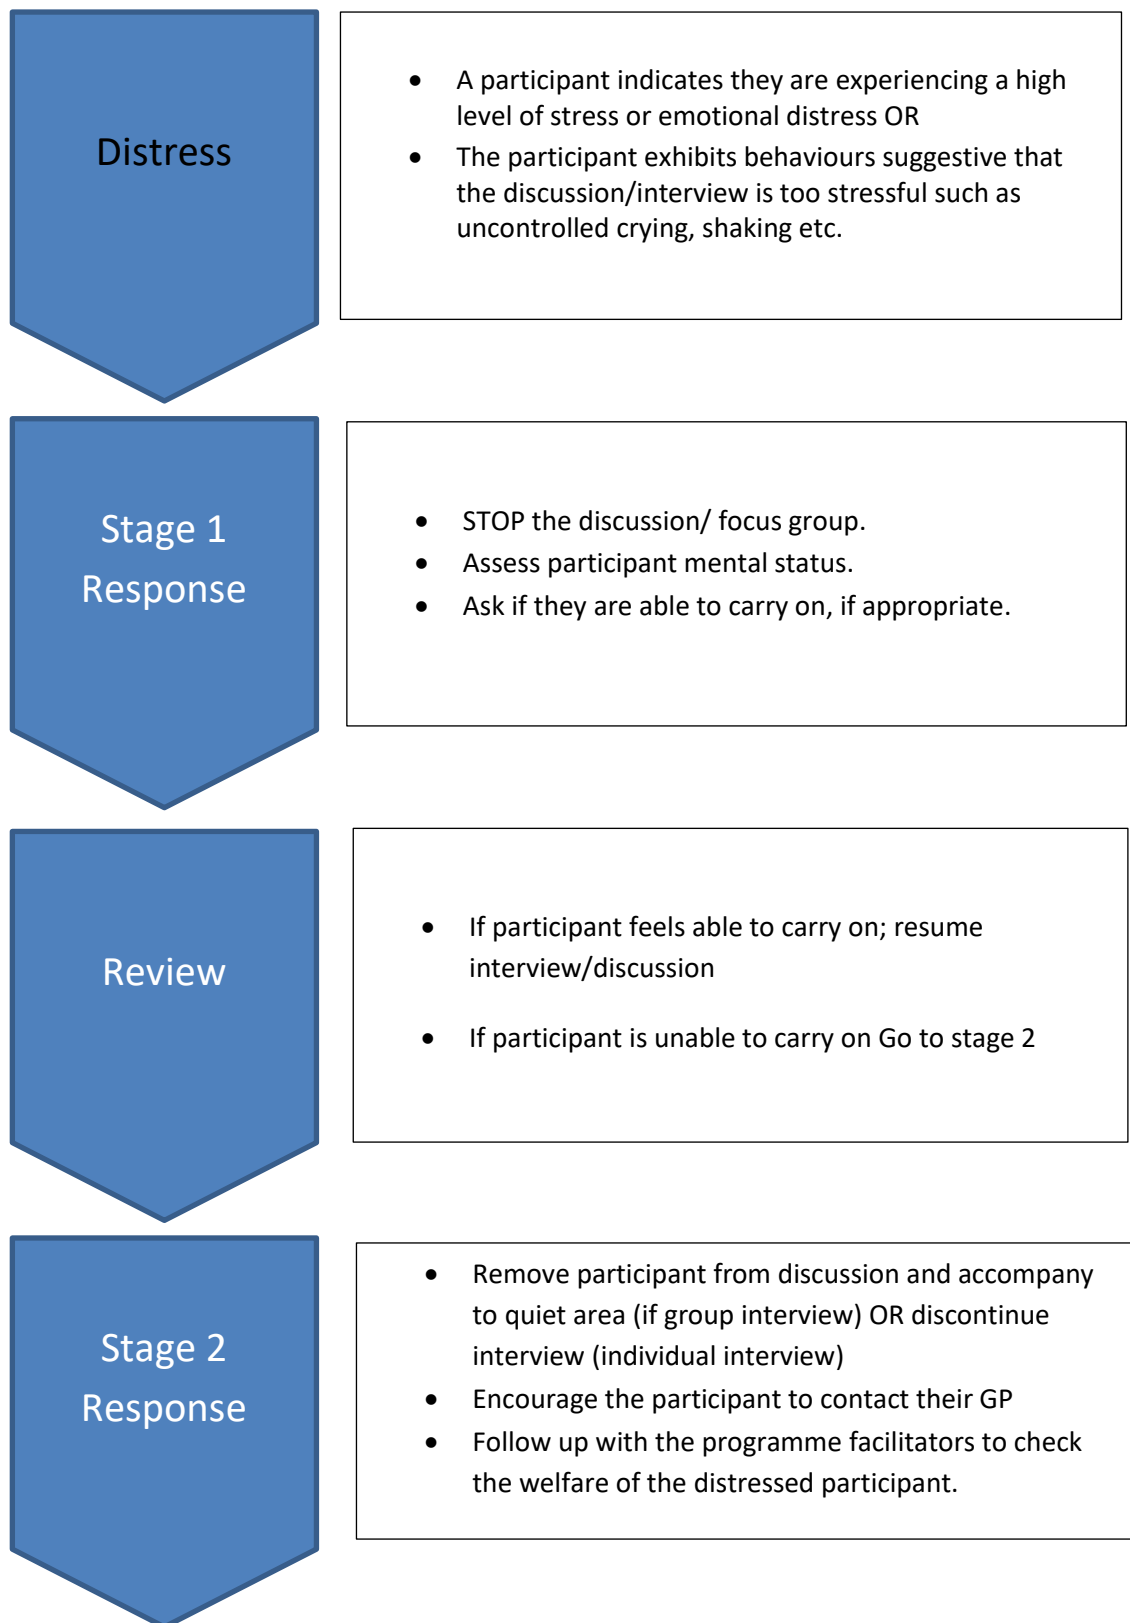 Distress
• A participant indicates they are experiencing a high
level of stress or emotional distress OR
• The participant exhibits behaviours suggestive that
the discussion/interview is too stressful such as
uncontrolled crying, shaking etc.
Stage 1
Response
• STOP the discussion/ focus group.
• Assess participant mental status.
• Ask if they are able to carry on, if appropriate.
Review
• If participant feels able to carry on; resume
interview/discussion
• If participant is unable to carry on Go to stage 2
Stage 2
Response
• Remove participant from discussion and accompany
to quiet area (if group interview) OR discontinue
interview (individual interview)
• Encourage the participant to contact their GP
• Follow up with the programme facilitators to check
the welfare of the distressed participant.